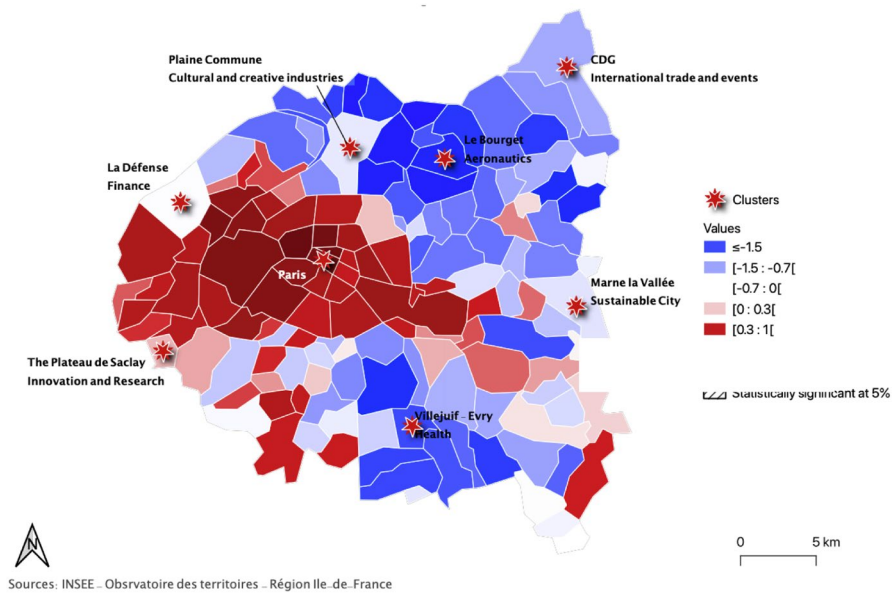 Plaine Commune
Cultural and creative industries
CDG
International trade and events
Le Bourget
Aeronautics
La Défense
Finance
Clusters
Values
≤-1.5
[-1.5 : -0.7[
[-0.7 : 0[
[0 : 0.3[
[0.3 : 1[
Paris
Marne la Vallée
Sustainable City
The Plateau de Saclay
Innovation and Research
Statistically significant at 5%
Villejuif - Evry
Health
N
0 5 km
Sources: INSEE - Obsrvatoire des territoires - Région Ile-de-France